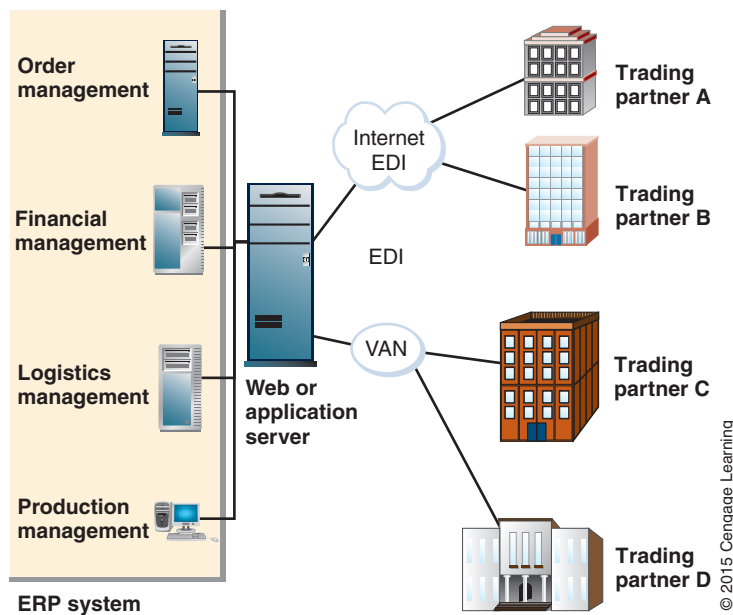 Order
management
Financial
management
Logistics
management
Production
management
ERP system
Web or
application
server
Internet
EDI
EDI
VAN
Trading
partner A
Trading
partner B
Trading
partner C
Trading
partner D
© 2015 Cengage Learning